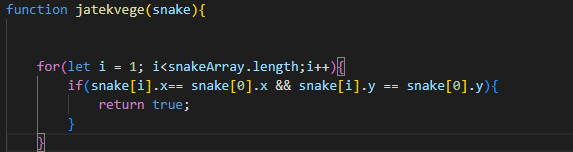 function jatekvege(snake){
for(let i = 1; i<snakeArray.length;i++){
if(snake[i].x== snake[0].x && snake[i].y == snake[0].y){
return true;
}
}